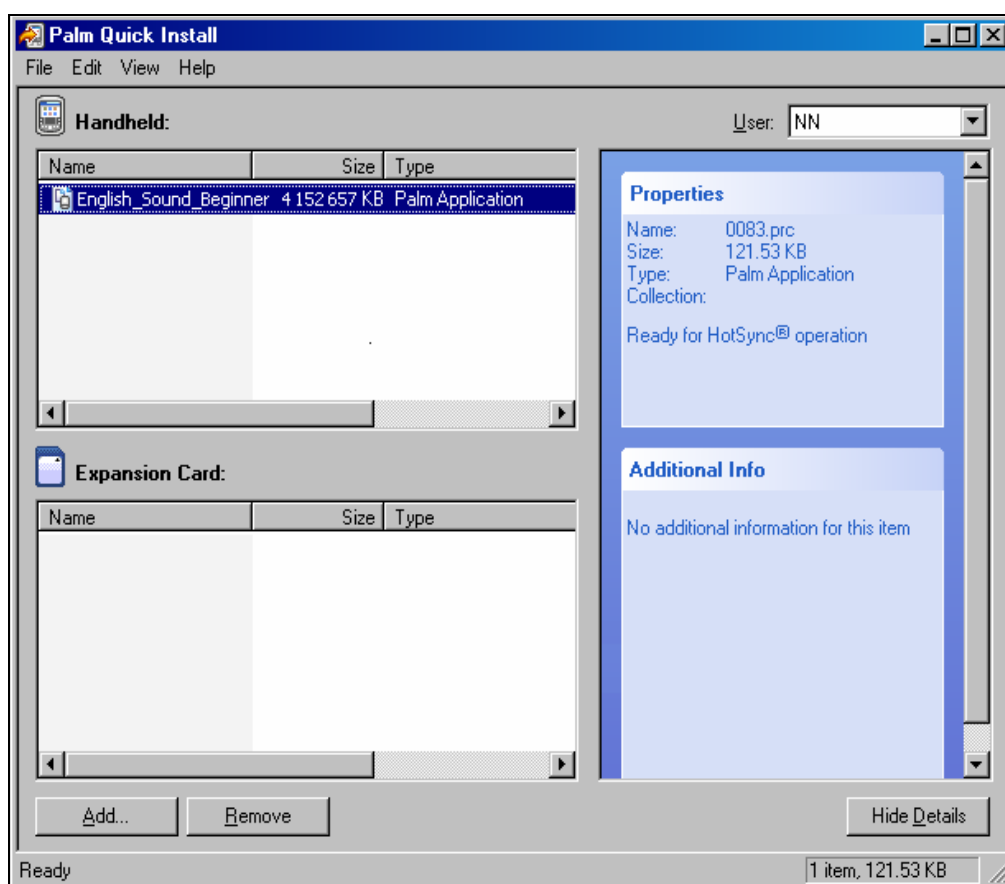 Palm Quick Install
File Edit View Help
Handheld:
User: NN
Name Size Type
English_Sound_Beginner 4 152 657 KB Palm Application
Properties
Name: 0083.prc
Size: 121.53 KB
Type: Palm Application
Collection:
Ready for HotSync® operation
Expansion Card:
Name Size Type
Additional Info
No additional information for this item
Add... Remove
Hide Details
Ready
1 item, 121.53 KB